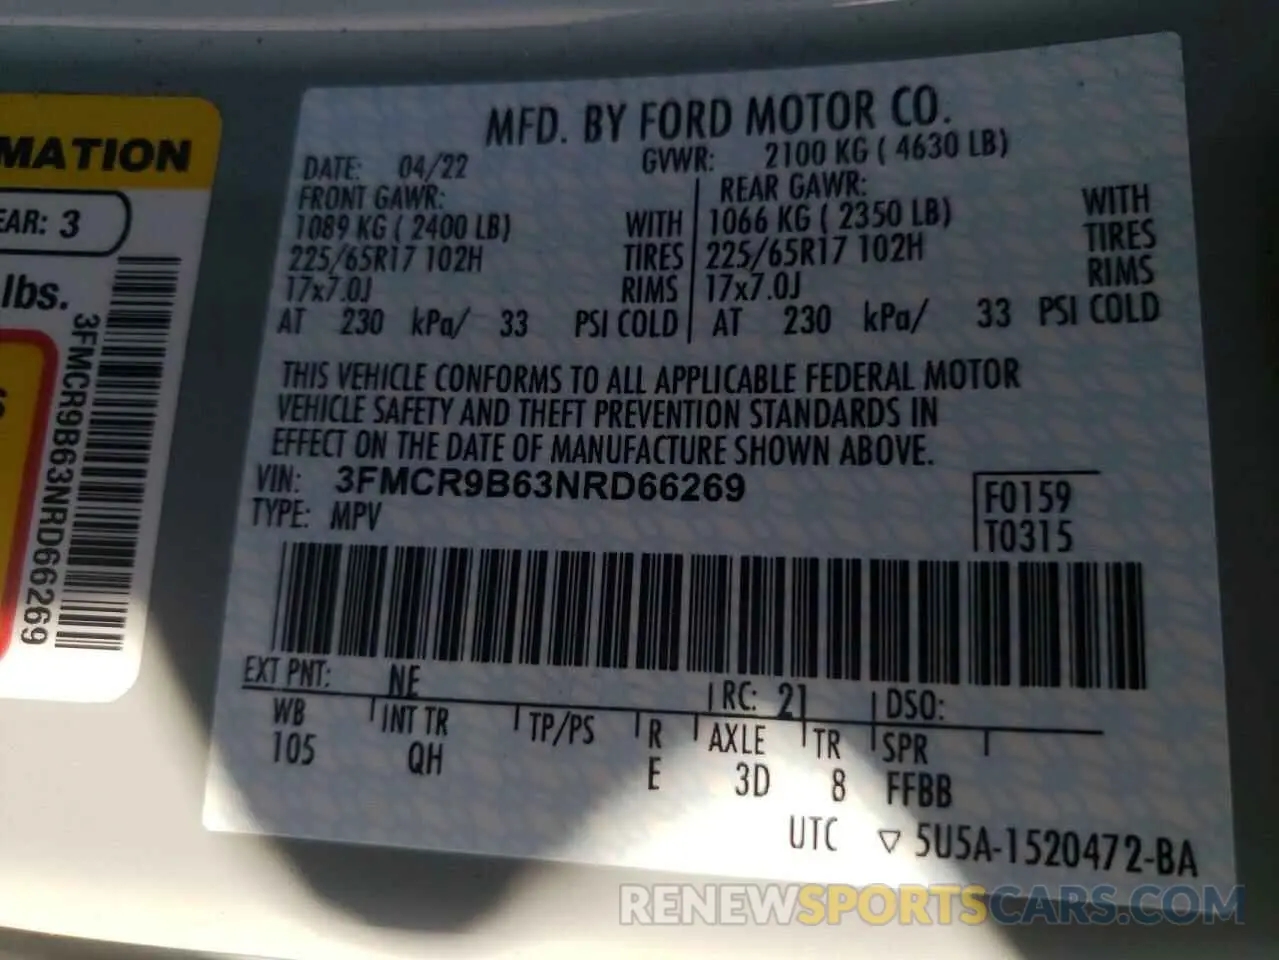 MATION
EAR: 3
lbs.
3FMCR9B63NRD66269
S
MFD. BY FORD MOTOR CO.
DATE: 04/22 GVWR: 2100 KG ( 4630 LB)
FRONT GAWR: REAR GAWR:
1089 KG ( 2400 LB) WITH 1066 KG ( 2350 LB) WITH
225/65R17 102H TIRES 225/65R17 102H TIRES
17x7.0J RIMS 17x7.0J RIMS
AT 230 kPa/ 33 PSI COLD AT 230 kPa/ 33 PSI COLD
THIS VEHICLE CONFORMS TO ALL APPLICABLE FEDERAL MOTOR
VEHICLE SAFETY AND THEFT PREVENTION STANDARDS IN
EFFECT ON THE DATE OF MANUFACTURE SHOWN ABOVE.
VIN: 3FMCR9B63NRD66269 F0159
TYPE: MPV T0315
EXT PNT: NE RC: 21 DSO:
WB INT TR TP/PS R AXLE TR SPR
105 QH E 3D 8 FFBB
UTC ▽ 5U5A-1520472-BA
RENEWSPORTSCARS.COM